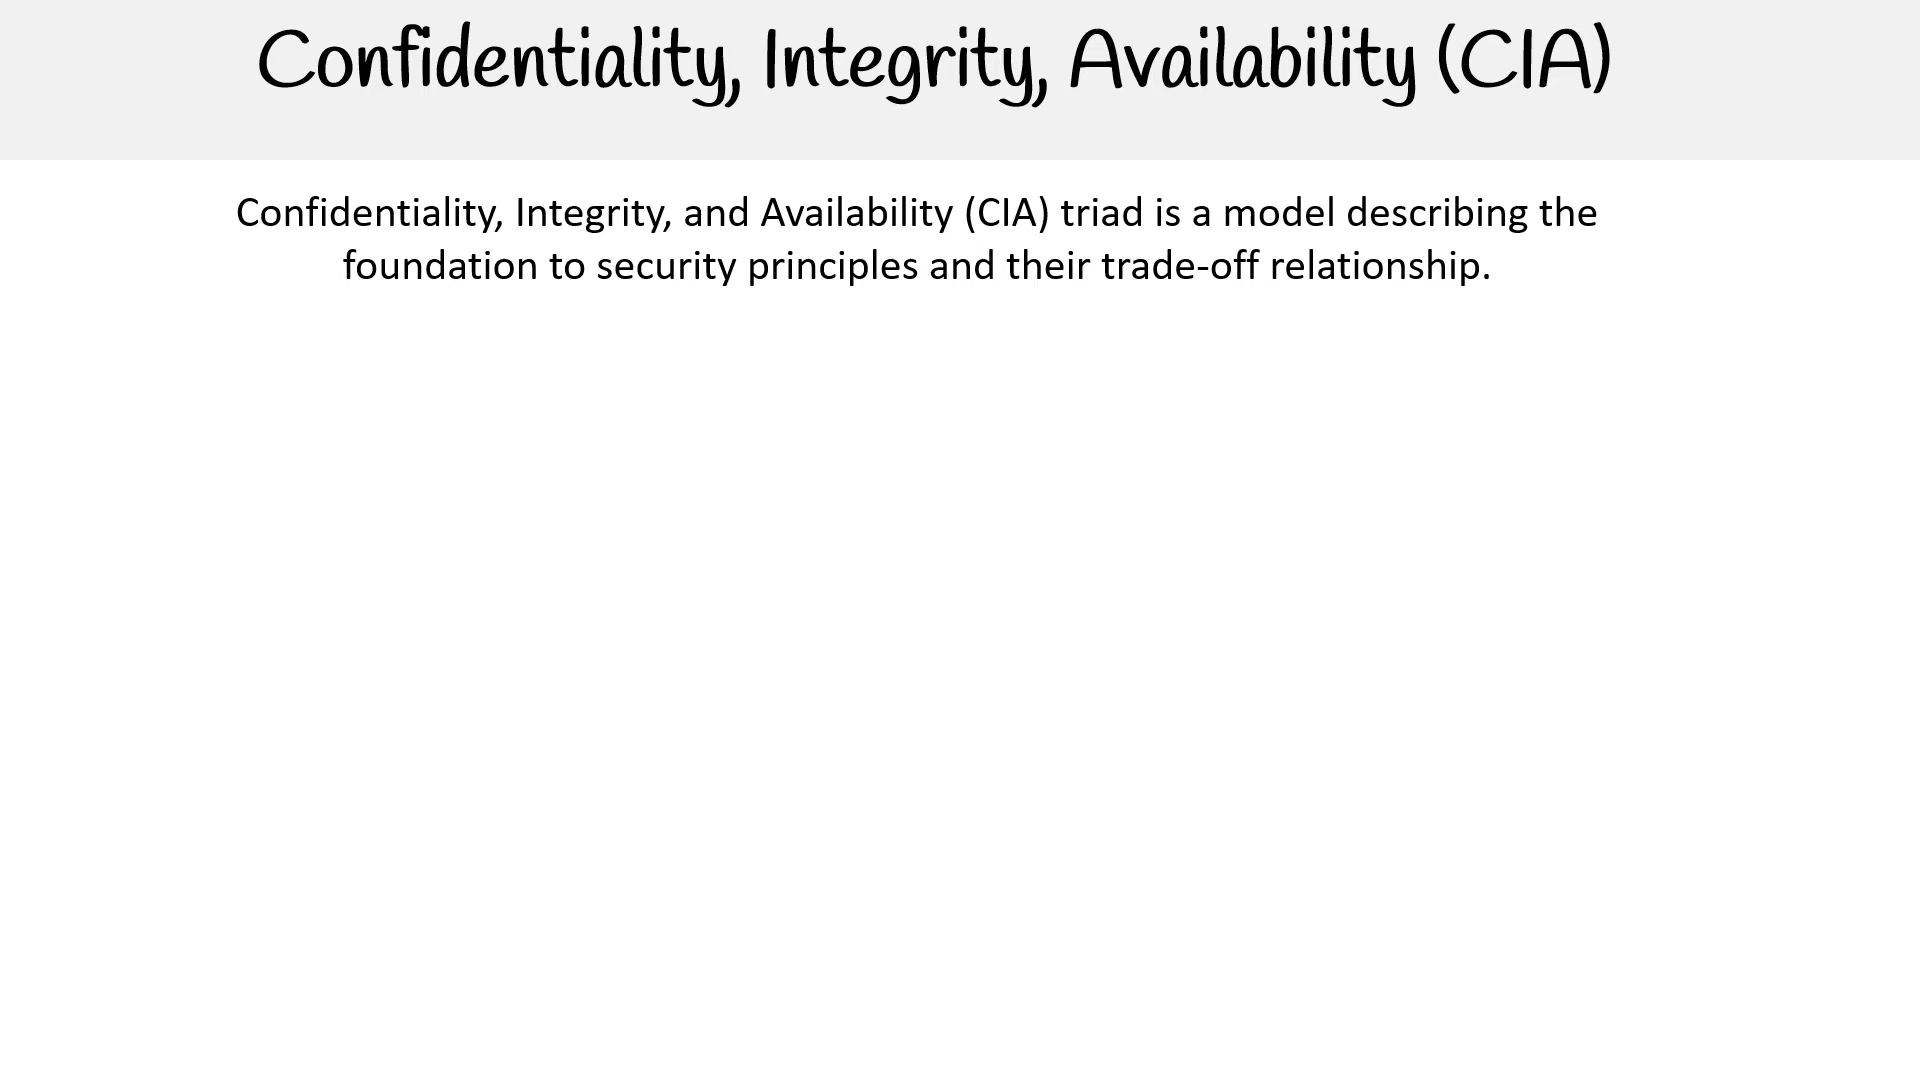 Confidentiality, Integrity, Availability (CIA)
Confidentiality, Integrity, and Availability (CIA) triad is a model describing the
foundation to security principles and their trade-off relationship.